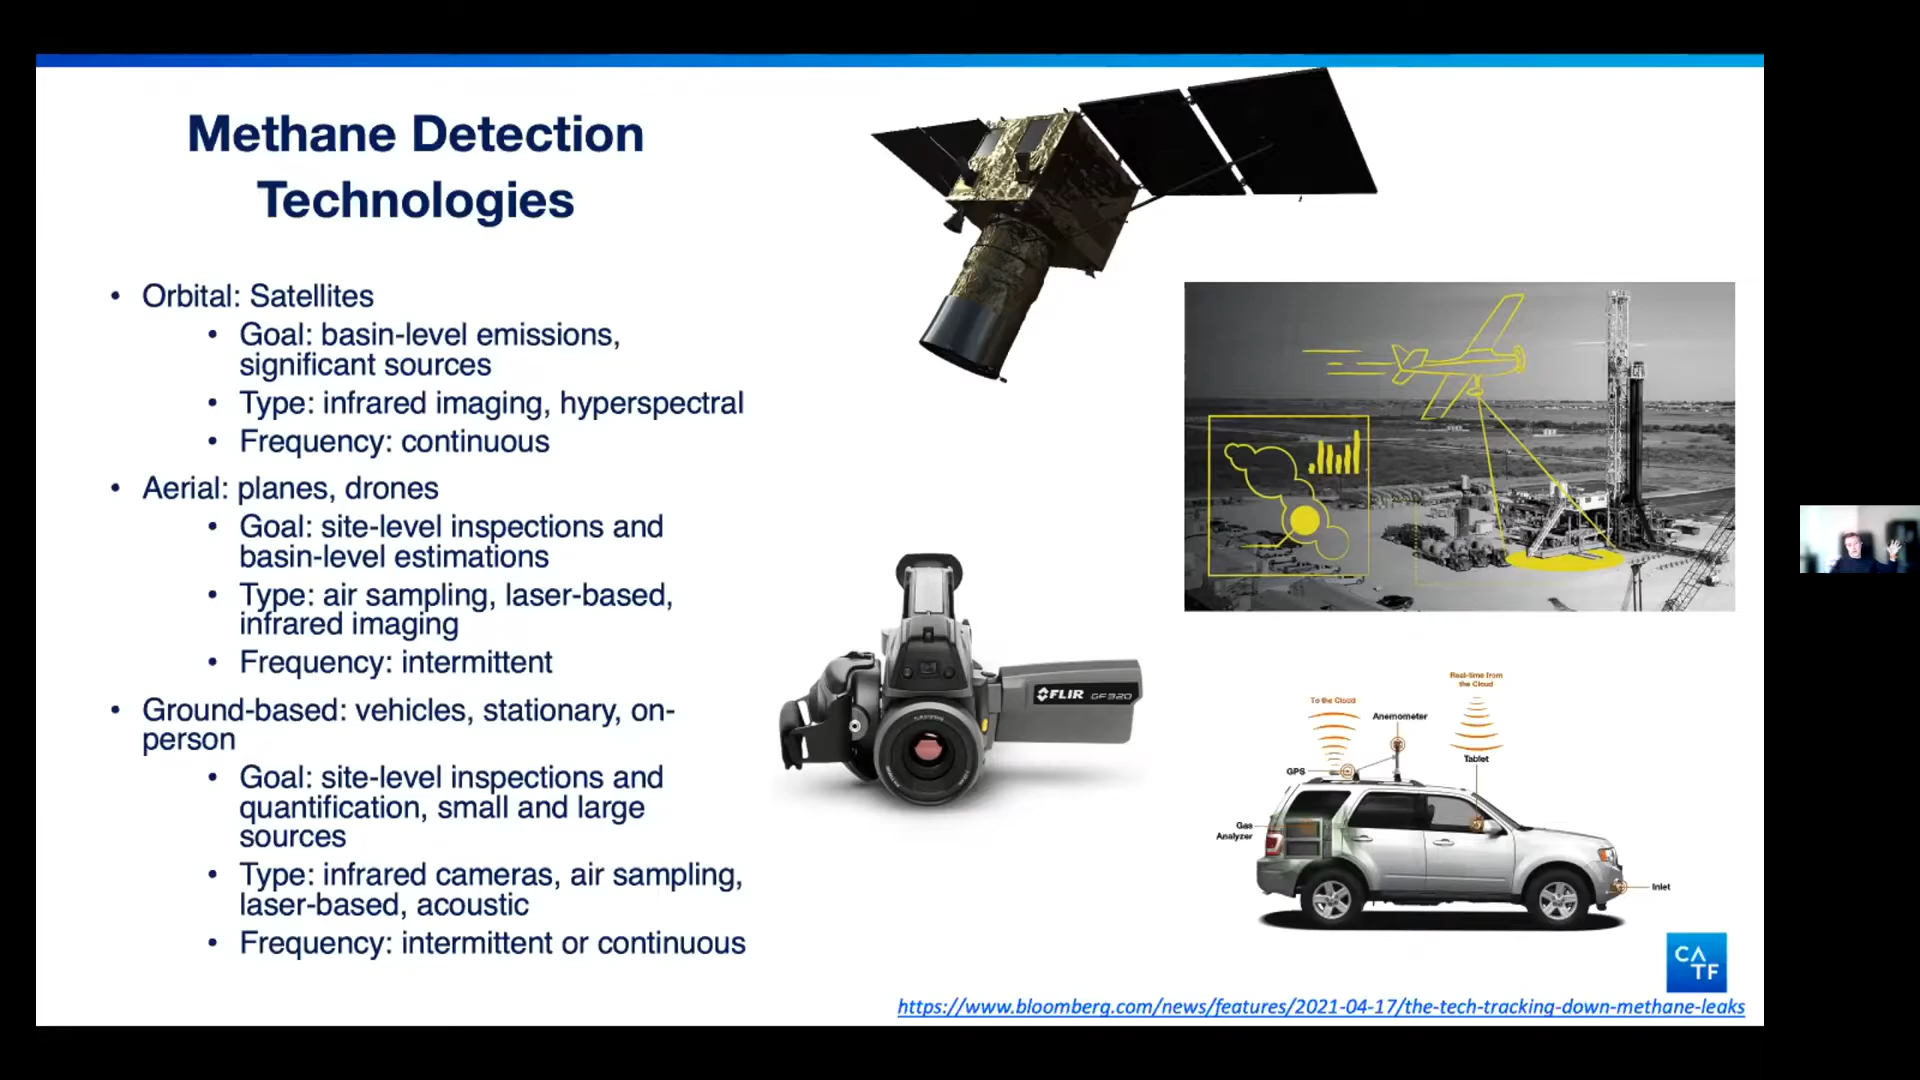 Methane Detection
Technologies
• Orbital: Satellites
• Goal: basin-level emissions,
significant sources
• Type: infrared imaging, hyperspectral
• Frequency: continuous
• Aerial: planes, drones
• Goal: site-level inspections and
basin-level estimations
• Type: air sampling, laser-based,
infrared imaging
• Frequency: intermittent
• Ground-based: vehicles, stationary, on-
person
• Goal: site-level inspections and
quantification, small and large
sources
• Type: infrared cameras, air sampling,
laser-based, acoustic
• Frequency: intermittent or continuous
FLIR GF320
To the Cloud
Real-time from
the Cloud
Anemometer
GPS
Tablet
Gas
Analyzer
Inlet
CATF
https://www.bloomberg.com/news/features/2021-04-17/the-tech-tracking-down-methane-leaks